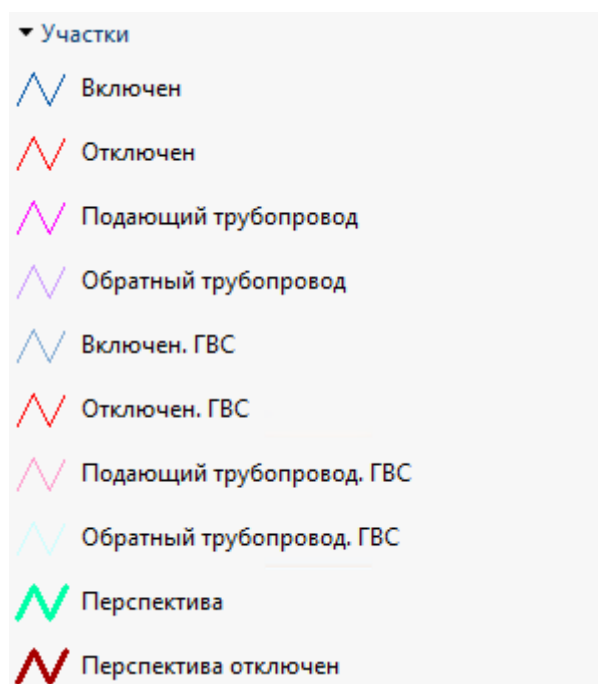 Участки
Включен
Отключен
Подающий трубопровод
Обратный трубопровод
Включен. ГВС
Отключен. ГВС
Подающий трубопровод. ГВС
Обратный трубопровод. ГВС
Перспектива
Перспектива отключен